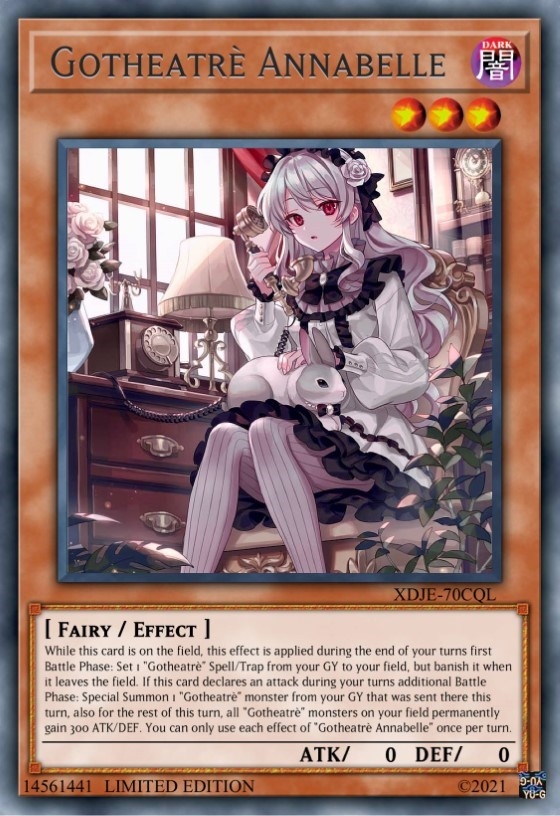 GOTHEATRÈ ANNABELLE
DARK
闇
XDJE-70CQL
[ FAIRY / EFFECT ]
While this card is on the field, this effect is applied during the end of your turns first
Battle Phase: Set 1 "Gotheatrè" Spell/Trap from your GY to your field, but banish it when
it leaves the field. If this card declares an attack during your turns additional Battle
Phase: Special Summon 1 "Gotheatrè" monster from your GY that was sent there this
turn, also for the rest of this turn, all "Gotheatrè" monsters on your field permanently
gain 300 ATK/DEF. You can only use each effect of "Gotheatrè Annabelle" once per turn.
ATK/ 0 DEF/ 0
14561441 LIMITED EDITION ©2021